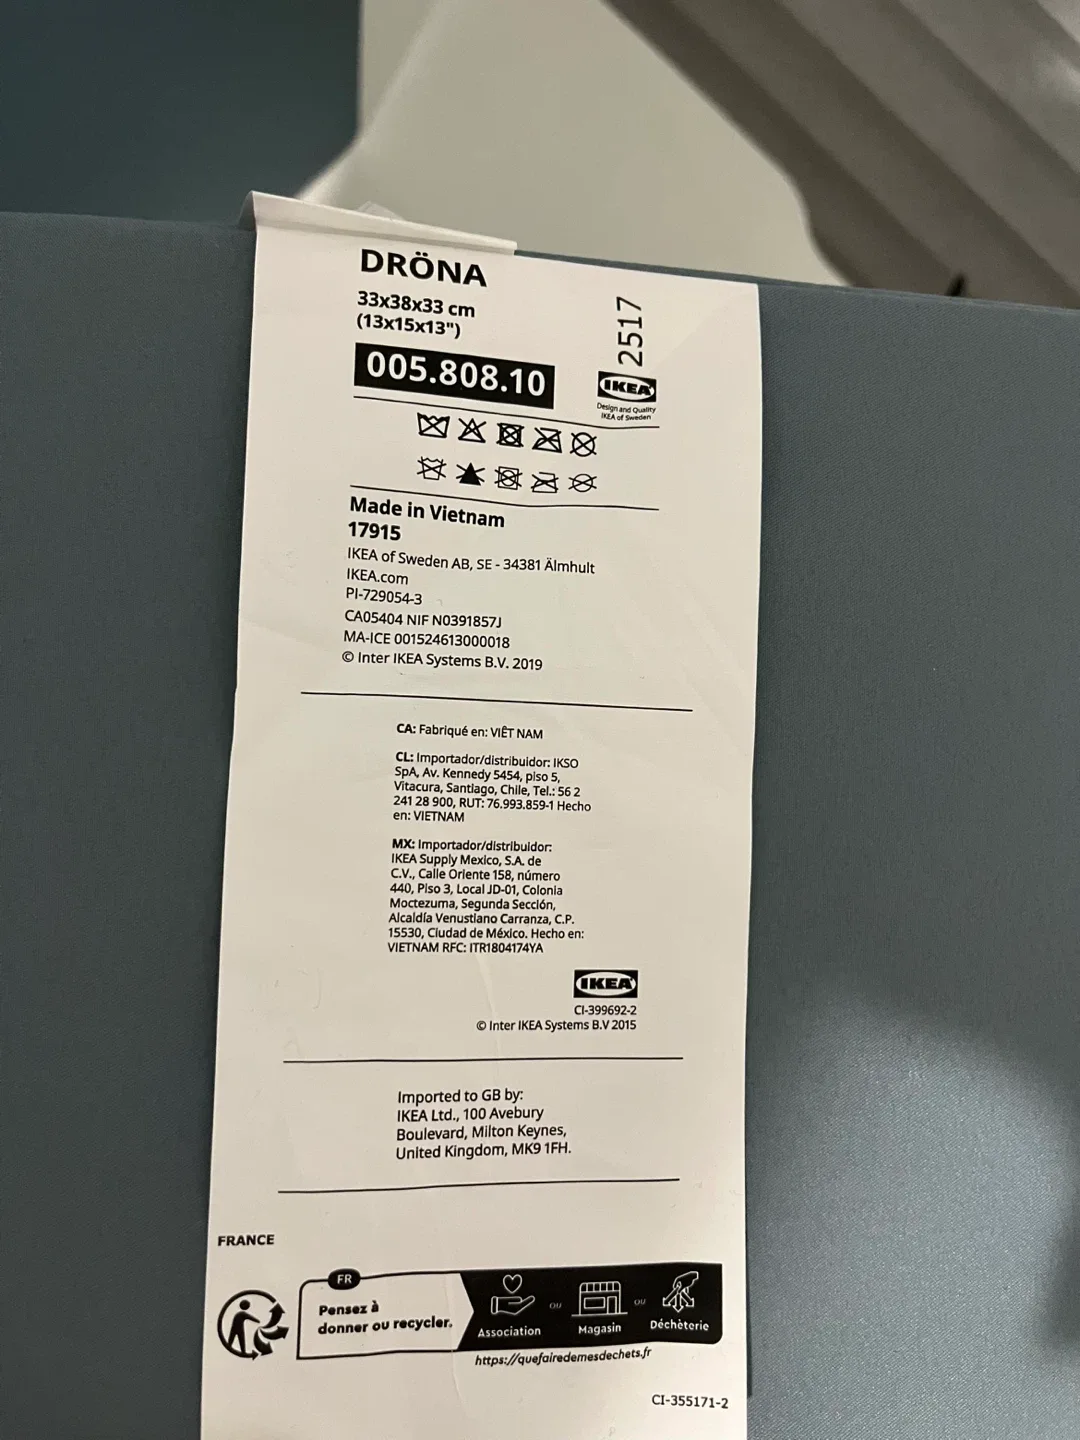 DRÖNA
33x38x33 cm
(13x15x13")
005.808.10
2517
IKEA
Design and Quality
IKEA of Sweden
Made in Vietnam
17915
IKEA of Sweden AB, SE - 34381 Älmhult
IKEA.com
PI-729054-3
CA05404 NIF N0391857J
MA-ICE 001524613000018
© Inter IKEA Systems B.V. 2019
CA: Fabriqué en: VIÊT NAM
CL: Importador/distribuidor: IKSO
SpA, Av. Kennedy 5454, piso 5,
Vitacura, Santiago, Chile, Tel.: 56 2
241 28 900, RUT: 76.993.859-1 Hecho
en: VIETNAM
MX: Importador/distribuidor:
IKEA Supply Mexico, S.A. de
C.V., Calle Oriente 158, número
440, Piso 3, Local JD-01, Colonia
Moctezuma, Segunda Sección,
Alcaldía Venustiano Carranza, C.P.
15530, Ciudad de México. Hecho en:
VIETNAM RFC: ITR1804174YA
IKEA
CI-399692-2
© Inter IKEA Systems B.V 2015
Imported to GB by:
IKEA Ltd., 100 Avebury
Boulevard, Milton Keynes,
United Kingdom, MK9 1FH.
FRANCE
FR
Pensez à
donner ou recycler.
Association
OU
Magasin
OU
Déchèterie
https://quefairedemesdechets.fr
CI-355171-2